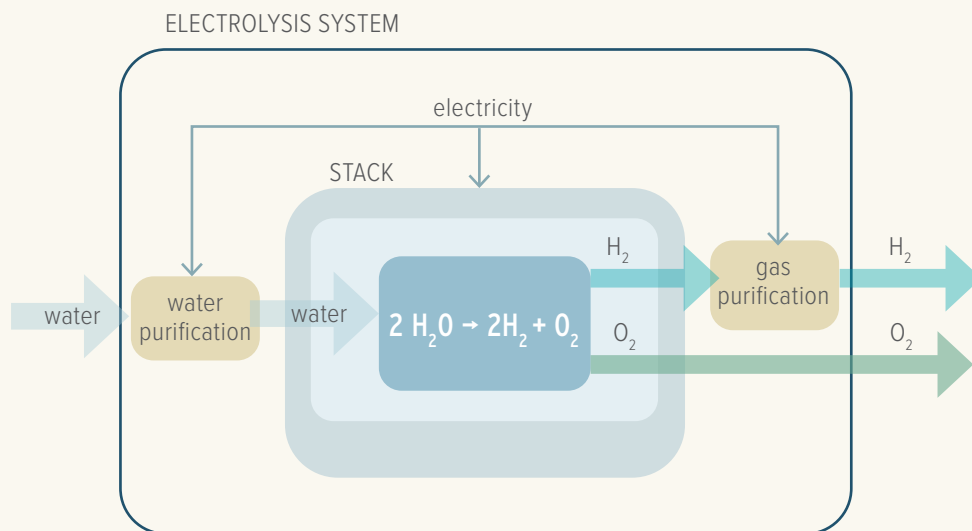 ELECTROLYSIS SYSTEM
electricity
STACK
H₂
H₂
gas
purification
water
water
purification
water
2 H₂O → 2H₂ + O₂
O₂
O₂